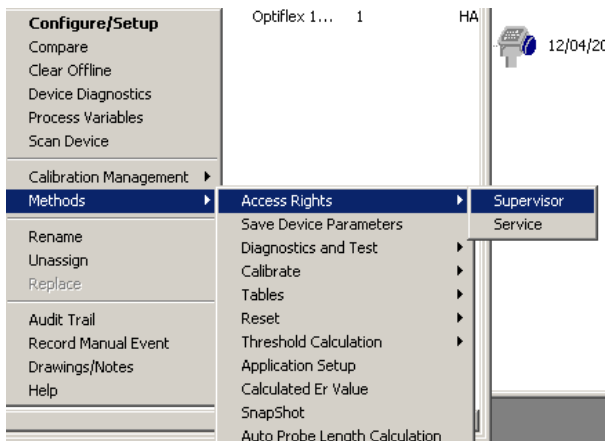 Configure/Setup
Compare
Clear Offline
Device Diagnostics
Process Variables
Scan Device
Calibration Management
Methods
Rename
Unassign
Replace
Audit Trail
Record Manual Event
Drawings/Notes
Help
Optiflex 1... 1 HA
12/04/20
Access Rights
Save Device Parameters
Diagnostics and Test
Calibrate
Tables
Reset
Threshold Calculation
Application Setup
Calculated Er Value
SnapShot
Auto Probe Length Calculation
Supervisor
Service